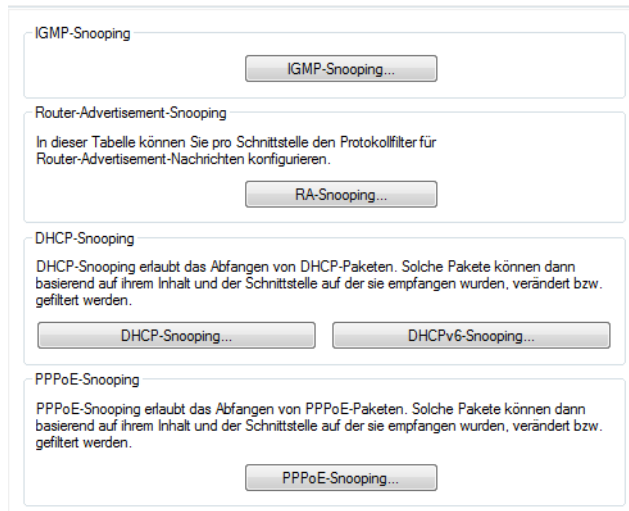 IGMP-Snooping
IGMP-Snooping...
Router-Advertisement-Snooping
In dieser Tabelle können Sie pro Schnittstelle den Protokollfilter für
Router-Advertisement-Nachrichten konfigurieren.
RA-Snooping...
DHCP-Snooping
DHCP-Snooping erlaubt das Abfangen von DHCP-Paketen. Solche Pakete können dann
basierend auf ihrem Inhalt und der Schnittstelle auf der sie empfangen wurden, verändert bzw.
gefiltert werden.
DHCP-Snooping... DHCPv6-Snooping...
PPPoE-Snooping
PPPoE-Snooping erlaubt das Abfangen von PPPoE-Paketen. Solche Pakete können dann
basierend auf ihrem Inhalt und der Schnittstelle auf der sie empfangen wurden, verändert bzw.
gefiltert werden.
PPPoE-Snooping...